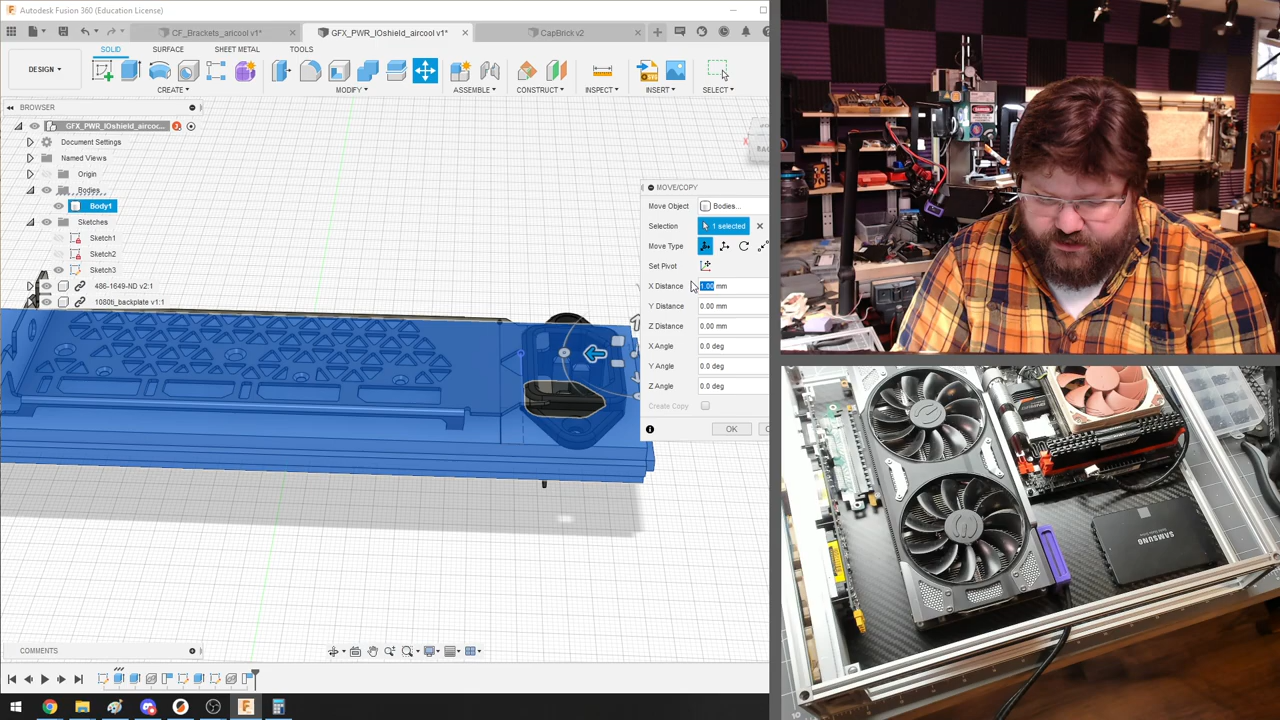 Autodesk Fusion 360 (Education License)
CF_Brackets_aircool v1*
GFX_PWR_IOshield_aircool v1*
CapBrick v2
SOLID
SURFACE
SHEET METAL
TOOLS
DESIGN
CREATE
MODIFY
ASSEMBLE
CONSTRUCT
INSPECT
INSERT
SELECT
BROWSER
GFX_PWR_IOshield_aircoo...
Document Settings
Named Views
Origin
Bodies
Body1
Sketches
Sketch1
Sketch2
Sketch3
486-1649-ND v2:1
1080ti_backplate v1:1
MOVE/COPY
Move Object
Bodies...
Selection
1 selected
Move Type
Set Pivot
X Distance
1.00 mm
Y Distance
0.00 mm
Z Distance
0.00 mm
X Angle
0.0 deg
Y Angle
0.0 deg
Z Angle
0.0 deg
Create Copy
OK
COMMENTS
SAMSUNG